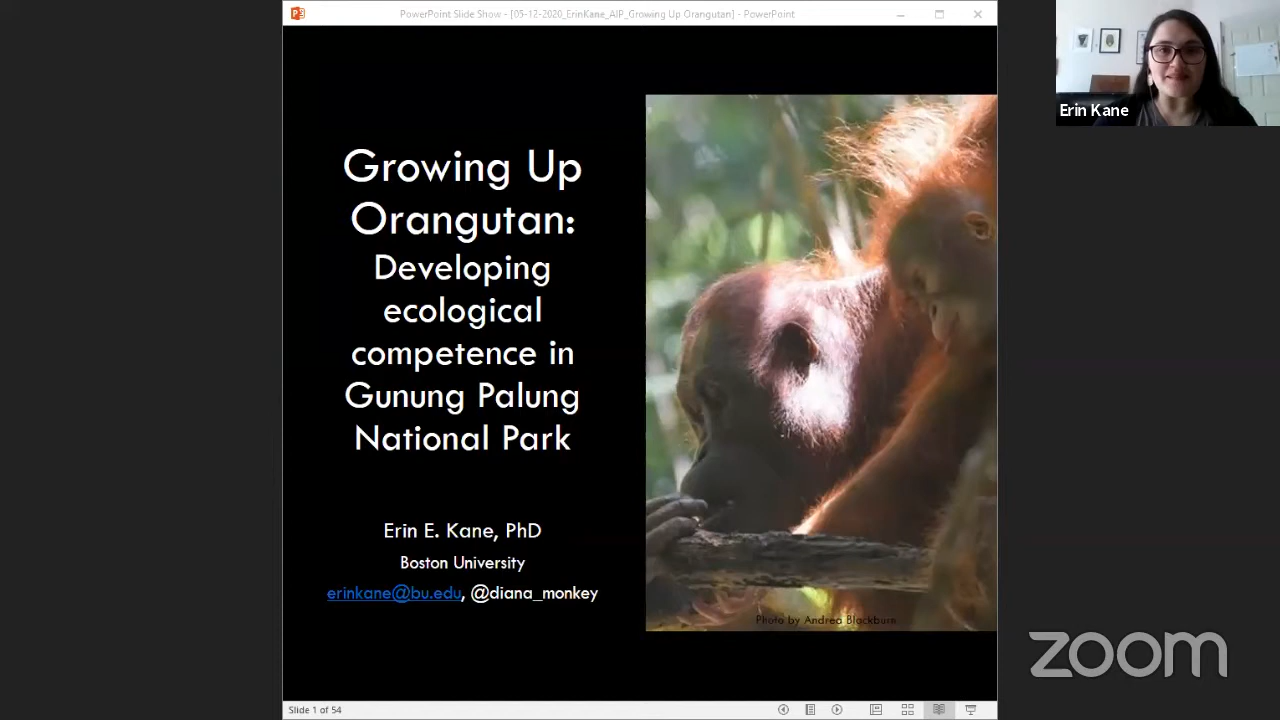 PowerPoint Slide Show - [05-12-2020_ErinKane_AIP_Growing Up Orangutan] - PowerPoint
Erin Kane
Growing Up
Orangutan:
Developing
ecological
competence in
Gunung Palung
National Park
Erin E. Kane, PhD
Boston University
erinkane@bu.edu, @diana_monkey
Photo by Andrea Blackburn
zoom
Slide 1 of 54